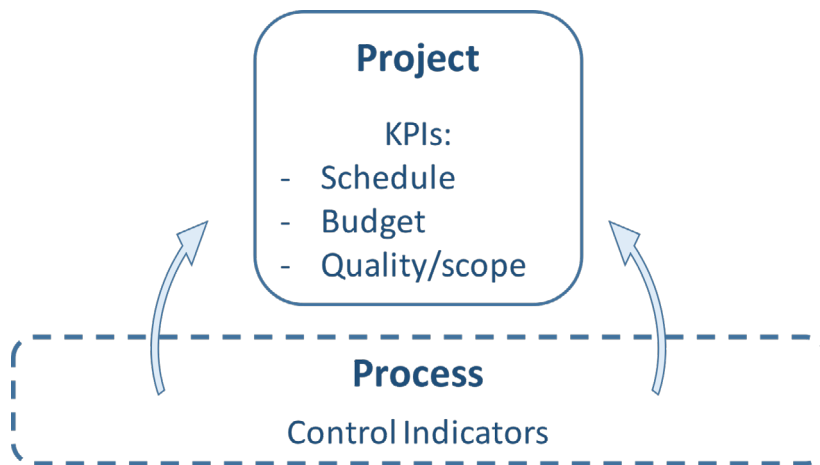 Project
KPIs:
- Schedule
- Budget
- Quality/scope
Process
Control Indicators